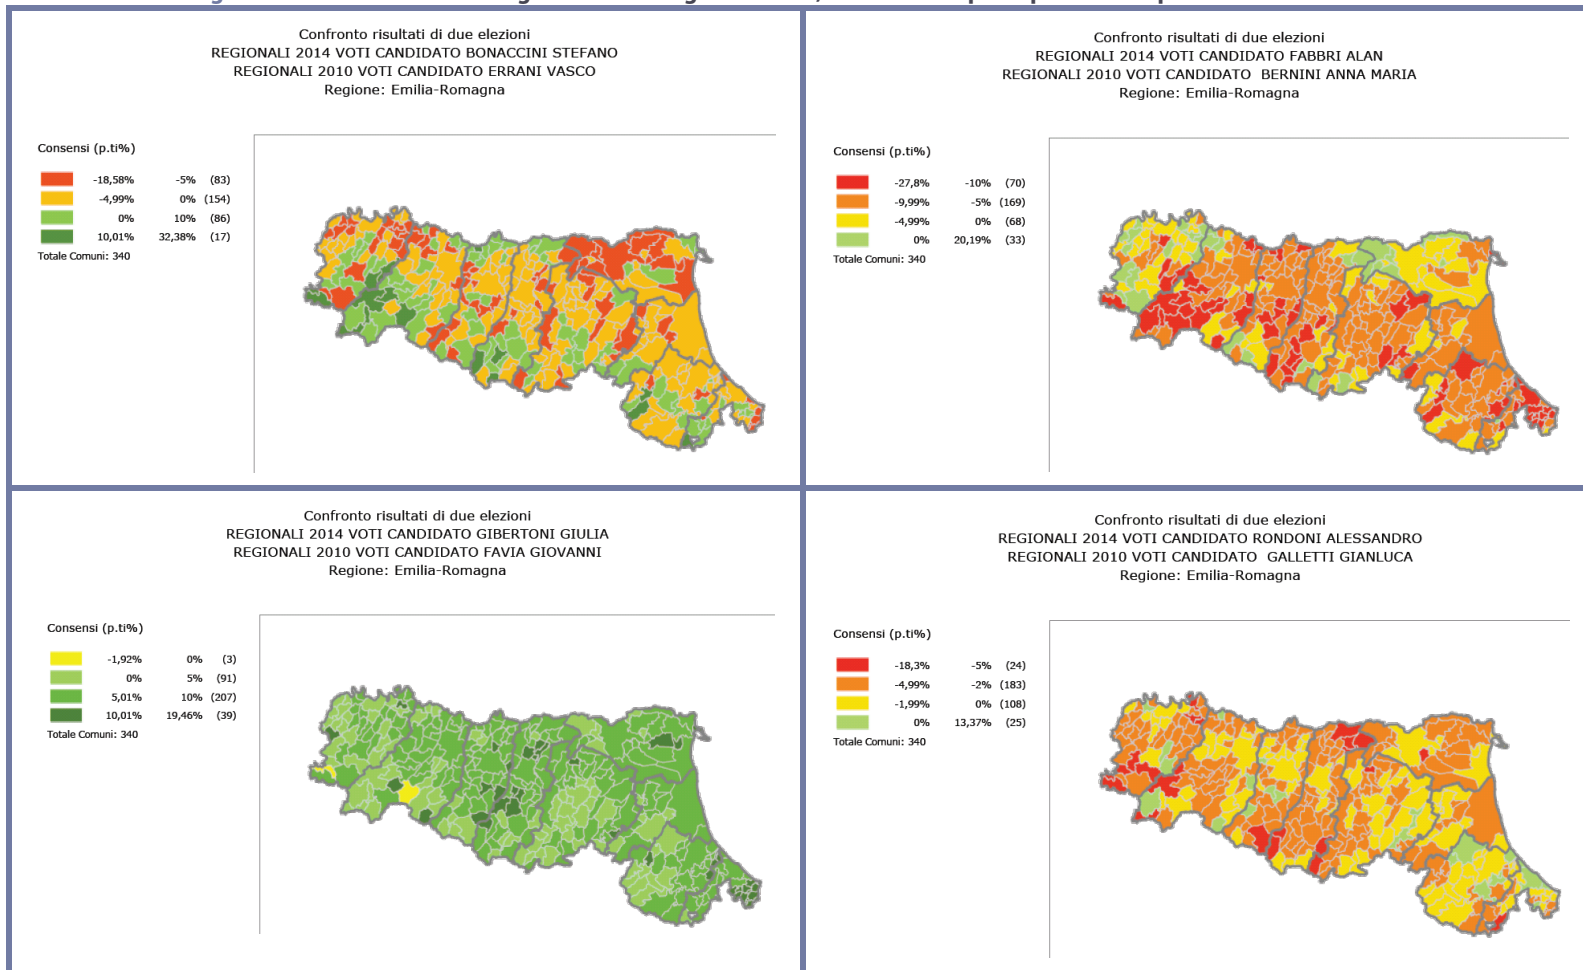 Confronto risultati di due elezioni
REGIONALI 2014 VOTI CANDIDATO BONACCINI STEFANO
REGIONALI 2010 VOTI CANDIDATO ERRANI VASCO
Regione: Emilia-Romagna
Consensi (p.ti%)
-18,58% -5% (83)
-4,99% 0% (154)
0% 10% (86)
10,01% 32,38% (17)
Totale Comuni: 340
Confronto risultati di due elezioni
REGIONALI 2014 VOTI CANDIDATO FABBRI ALAN
REGIONALI 2010 VOTI CANDIDATO BERNINI ANNA MARIA
Regione: Emilia-Romagna
Consensi (p.ti%)
-27,8% -10% (70)
-9,99% -5% (169)
-4,99% 0% (68)
0% 20,19% (33)
Totale Comuni: 340
Confronto risultati di due elezioni
REGIONALI 2014 VOTI CANDIDATO GIBERTONI GIULIA
REGIONALI 2010 VOTI CANDIDATO FAVIA GIOVANNI
Regione: Emilia-Romagna
Consensi (p.ti%)
-1,92% 0% (3)
0% 5% (91)
5,01% 10% (207)
10,01% 19,46% (39)
Totale Comuni: 340
Confronto risultati di due elezioni
REGIONALI 2014 VOTI CANDIDATO RONDONI ALESSANDRO
REGIONALI 2010 VOTI CANDIDATO GALLETTI GIANLUCA
Regione: Emilia-Romagna
Consensi (p.ti%)
-18,3% -5% (24)
-4,99% -2% (183)
-1,99% 0% (108)
0% 13,37% (25)
Totale Comuni: 340